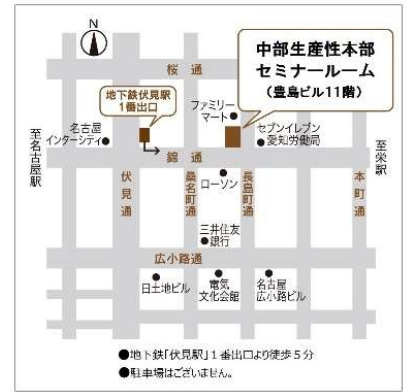 N
中部生産性本部
セミナールーム
（豊島ビル11階）
桜通
地下鉄伏見駅
1番出口
ファミリー
マート
名古屋
インターシティ
セブンイレブン
愛知労働局
至名古屋駅
至栄駅
錦通
ローソン
伏見通
桑名町通
長島町通
本町通
三井住友
銀行
広小路通
日土地ビル
電気
文化会館
名古屋
広小路ビル
●地下鉄「伏見駅」1番出口より徒歩5分
●駐車場はございません。